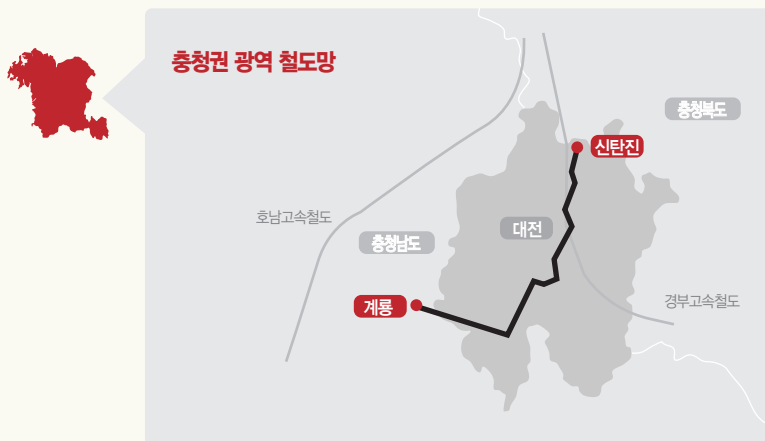 충청권 광역 철도망
충청북도
신탄진
호남고속철도
대전
충청남도
경부고속철도
계룡